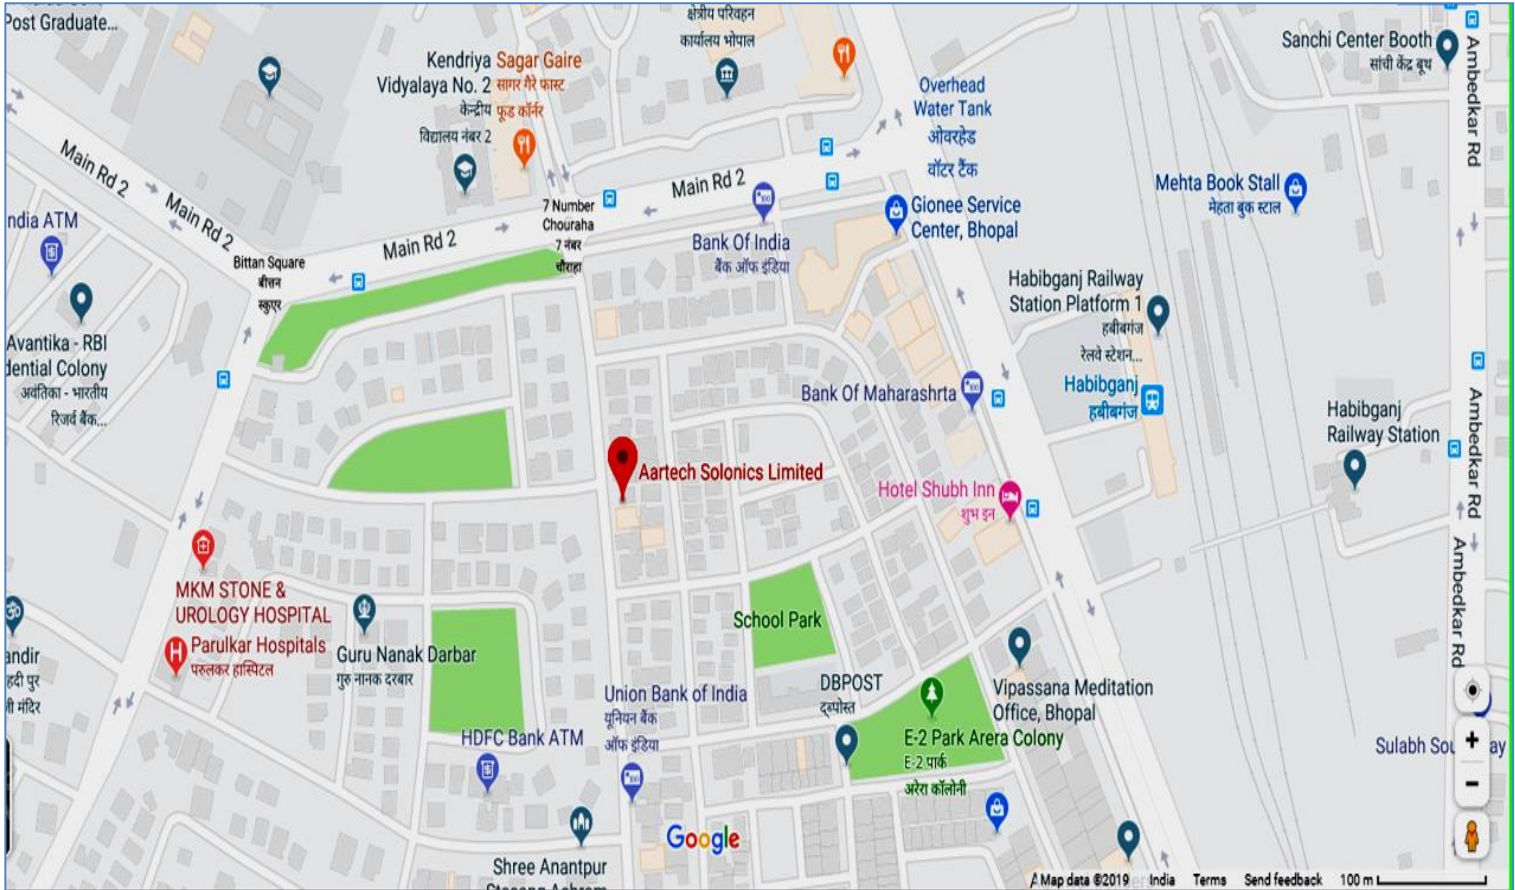 Post Graduate...
क्षेत्रीय परिवहन
कार्यालय भोपाल
Sanchi Center Booth
सांची केंद्र बूथ
Ambedkar Rd
Kendriya
Vidyalaya No. 2
केन्द्रीय
विद्यालय नंबर 2
Sagar Gaire
सागर गैरे फास्ट
फूड कॉर्नर
Overhead
Water Tank
ओवरहेड
वॉटर टैंक
Main Rd 2
Main Rd 2
Main Rd 2
Main Rd 2
Mehta Book Stall
मेहता बुक स्टाल
ndia ATM
7 Number
Chouraha
7 नंबर
चौराहा
Gionee Service
Center, Bhopal
Bank Of India
बैंक ऑफ इंडिया
Bittan Square
बीत्तन
स्कुएर
Habibganj Railway
Station Platform 1
हबीबगंज
रेलवे स्टेशन...
Avantika - RBI
dential Colony
अवंतिका - भारतीय
रिजर्व बैंक...
Bank Of Maharashrta
Habibganj
हबीबगंज
Habibganj
Railway Station
Ambedkar Rd
Aartech Solonics Limited
Hotel Shubh Inn
शुभ इन
Ambedkar Rd
MKM STONE &
UROLOGY HOSPITAL
Parulkar Hospitals
परुलकर हास्पिटल
Guru Nanak Darbar
गुरु नानक दरबार
School Park
andir
हदी पुर
ी मंदिर
Union Bank of India
यूनियन बैंक
ऑफ इंडिया
DBPOST
द्ब्पोस्त
Vipassana Meditation
Office, Bhopal
HDFC Bank ATM
E-2 Park Arera Colony
E-2 पार्क
अरेरा कॉलोनी
Sulabh Sou
ay
+
−
Google
Shree Anantpur
Map data ©2019 India Terms Send feedback 100 m